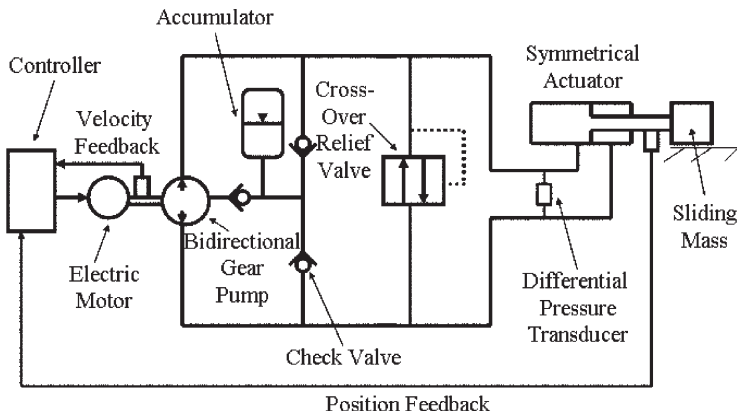 Accumulator
Controller
Velocity
Feedback
Cross-
Over
Relief
Valve
Symmetrical
Actuator
Electric
Motor
Bidirectional
Gear
Pump
Check Valve
Differential
Pressure
Transducer
Sliding
Mass
Position Feedback